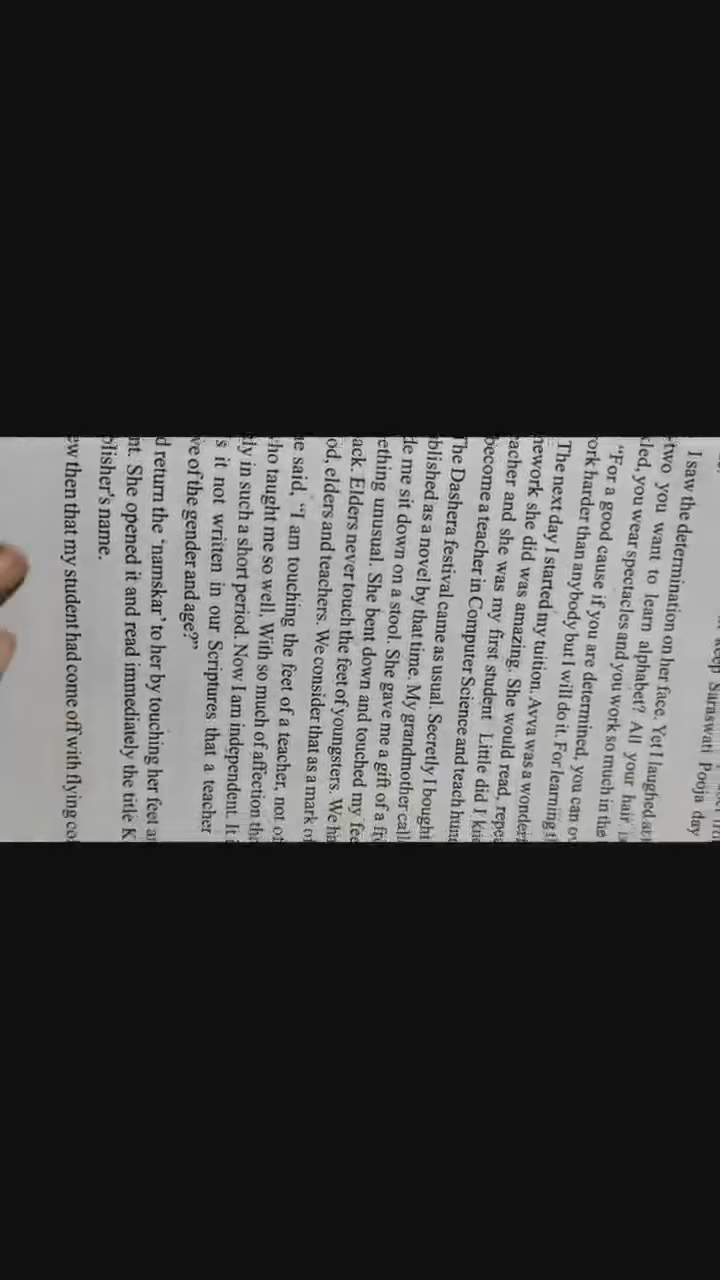 Saraswati Pooja day
I saw the determination on her face. Yet I laughed at
two you want to learn alphabet? All your hair
led, you wear spectacles and you work so much in the
"For a good cause if you are determined, you can
ork harder than anybody but I will do it. For learning
The next day I started my tuition. Avva was a wonder
nework she did was amazing. She would read, repea
eacher and she was my first student Little did I
become a teacher in Computer Science and teach hund
The Dashera festival came as usual. Secretly I bought
blished as a novel by that time. My grandmother call
de me sit down on a stool. She gave me a gift of a
ething unusual. She bent down and touched my fee
ack. Elders never touch the feet of youngsters. We ha
od, elders and teachers. We consider that as a mark
e said, "I am touching the feet of a teacher, not
ho taught me so well, With so much of affection
ly in such a short period. Now I am independent. It
s it not written in our Scriptures that a teacher
ve of the gender and age?"
d return the 'namskar' to her by touching her feet
nt. She opened it and read immediately the title K
blisher's name.
ew then that my student had come off with flying co